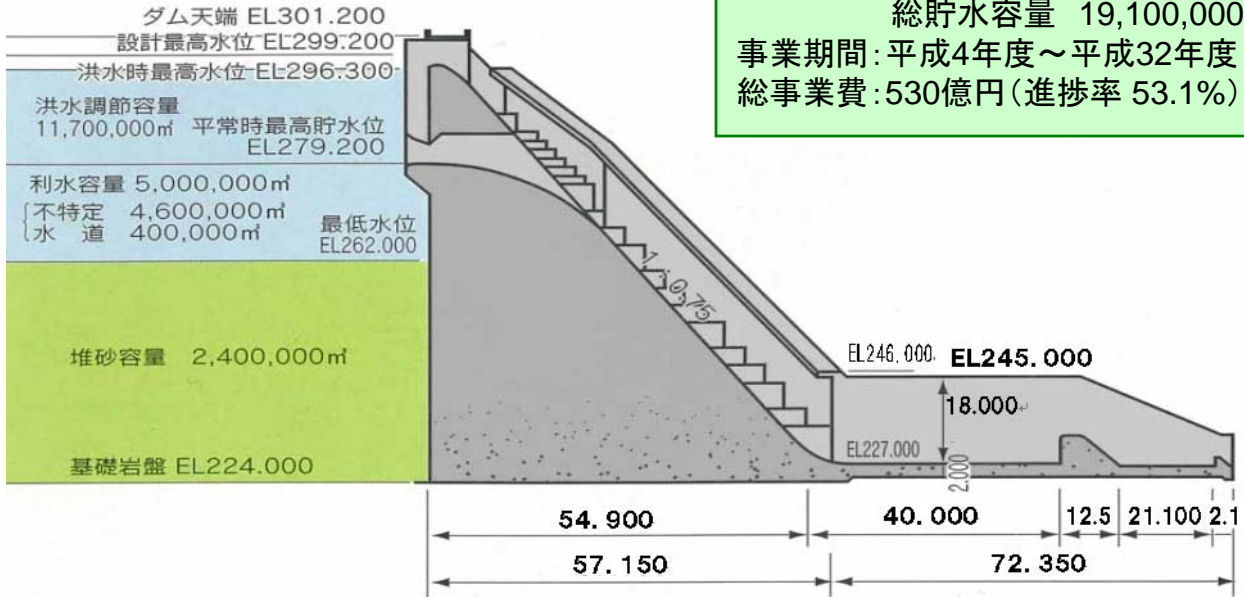 総貯水容量 19,100,000
事業期間：平成4年度～平成32年度
総事業費：530億円（進捗率 53.1%）
ダム天端 EL301.200
設計最高水位 EL299.200
洪水時最高水位 EL296.300
洪水調節容量
11,700,000㎥
平常時最高貯水位
EL279.200
利水容量 5,000,000㎥
不特定 4,600,000㎥
水 道 400,000㎥
最低水位
EL262.000
1:0.75
堆砂容量 2,400,000㎥
EL246.000
EL245.000
18.000
EL227.000
2.000
基礎岩盤 EL224.000
54.900
40.000
12.5
21.100
2.1
57.150
72.350